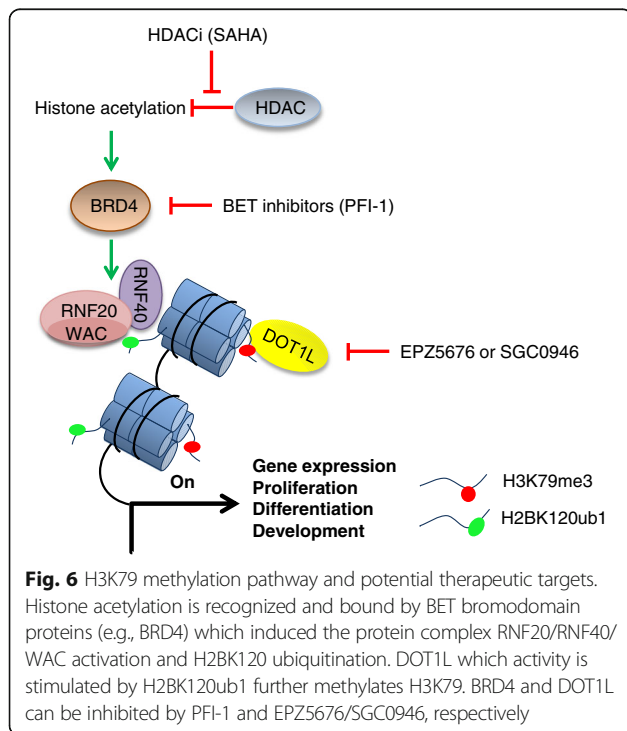 HDACi (SAHA)
Histone acetylation
HDAC
BRD4
BET inhibitors (PFI-1)
RNF40
RNF20
WAC
DOT1L
EPZ5676 or SGC0946
On
Gene expression
Proliferation
Differentiation
Development
H3K79me3
H2BK120ub1
Fig. 6 H3K79 methylation pathway and potential therapeutic targets.
Histone acetylation is recognized and bound by BET bromodomain
proteins (e.g., BRD4) which induced the protein complex RNF20/RNF40/
WAC activation and H2BK120 ubiquitination. DOT1L which activity is
stimulated by H2BK120ub1 further methylates H3K79. BRD4 and DOT1L
can be inhibited by PFI-1 and EPZ5676/SGC0946, respectively